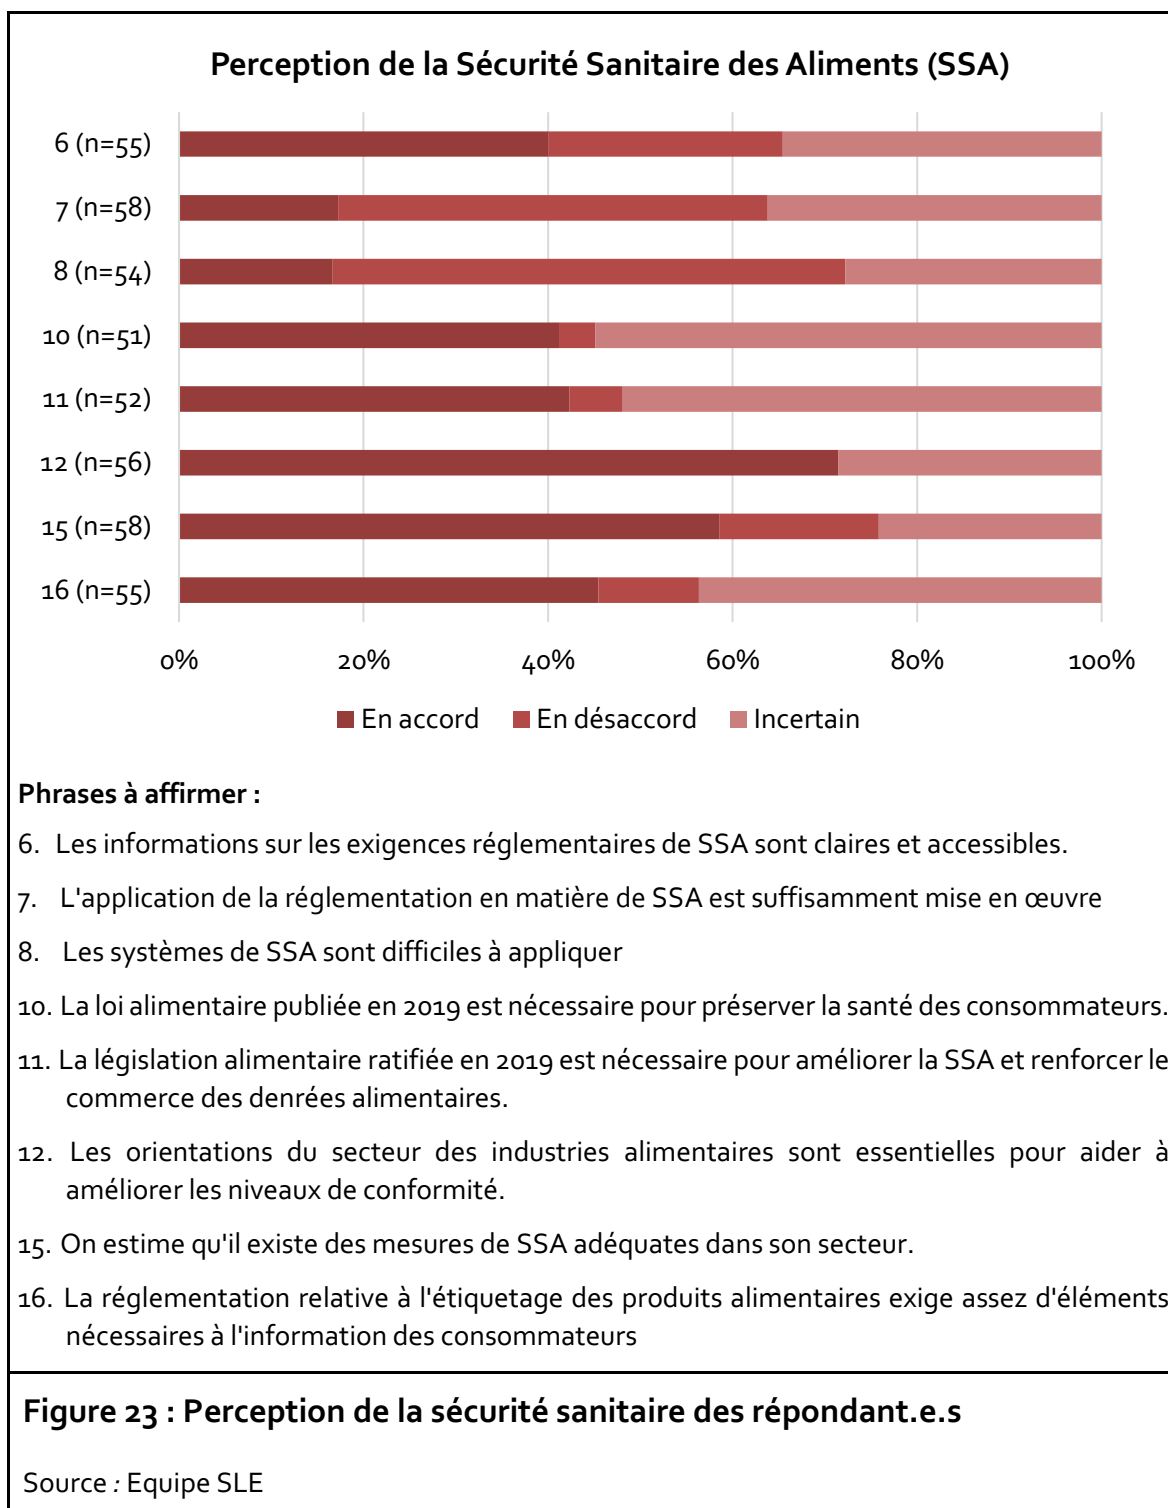 Perception de la Sécurité Sanitaire des Aliments (SSA)
6 (n=55)
7 (n=58)
8 (n=54)
10 (n=51)
11 (n=52)
12 (n=56)
15 (n=58)
16 (n=55)
0% 20% 40% 60% 80% 100%
En accord En désaccord Incertain
Phrases à affirmer :
6. Les informations sur les exigences réglementaires de SSA sont claires et accessibles.
7. L'application de la réglementation en matière de SSA est suffisamment mise en œuvre
8. Les systèmes de SSA sont difficiles à appliquer
10. La loi alimentaire publiée en 2019 est nécessaire pour préserver la santé des consommateurs.
11. La législation alimentaire ratifiée en 2019 est nécessaire pour améliorer la SSA et renforcer le
commerce des denrées alimentaires.
12. Les orientations du secteur des industries alimentaires sont essentielles pour aider à
améliorer les niveaux de conformité.
15. On estime qu'il existe des mesures de SSA adéquates dans son secteur.
16. La réglementation relative à l'étiquetage des produits alimentaires exige assez d'éléments
nécessaires à l'information des consommateurs
Figure 23 : Perception de la sécurité sanitaire des répondant.e.s
Source : Equipe SLE